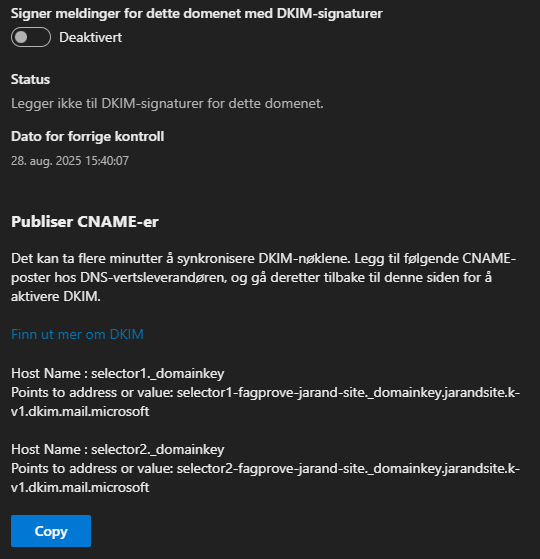 Signer meldinger for dette domenet med DKIM-signaturer
Deaktivert
Status
Legger ikke til DKIM-signaturer for dette domenet.
Dato for forrige kontroll
28. aug. 2025 15:40:07
Publiser CNAME-er
Det kan ta flere minutter å synkronisere DKIM-nøklene. Legg til følgende CNAME-
poster hos DNS-vertsleverandøren, og gå deretter tilbake til denne siden for å
aktivere DKIM.
Finn ut mer om DKIM
Host Name : selector1._domainkey
Points to address or value: selector1-fagprove-jarand-site._domainkey.jarandsite.k-
v1.dkim.mail.microsoft
Host Name : selector2._domainkey
Points to address or value: selector2-fagprove-jarand-site._domainkey.jarandsite.k-
v1.dkim.mail.microsoft
Copy